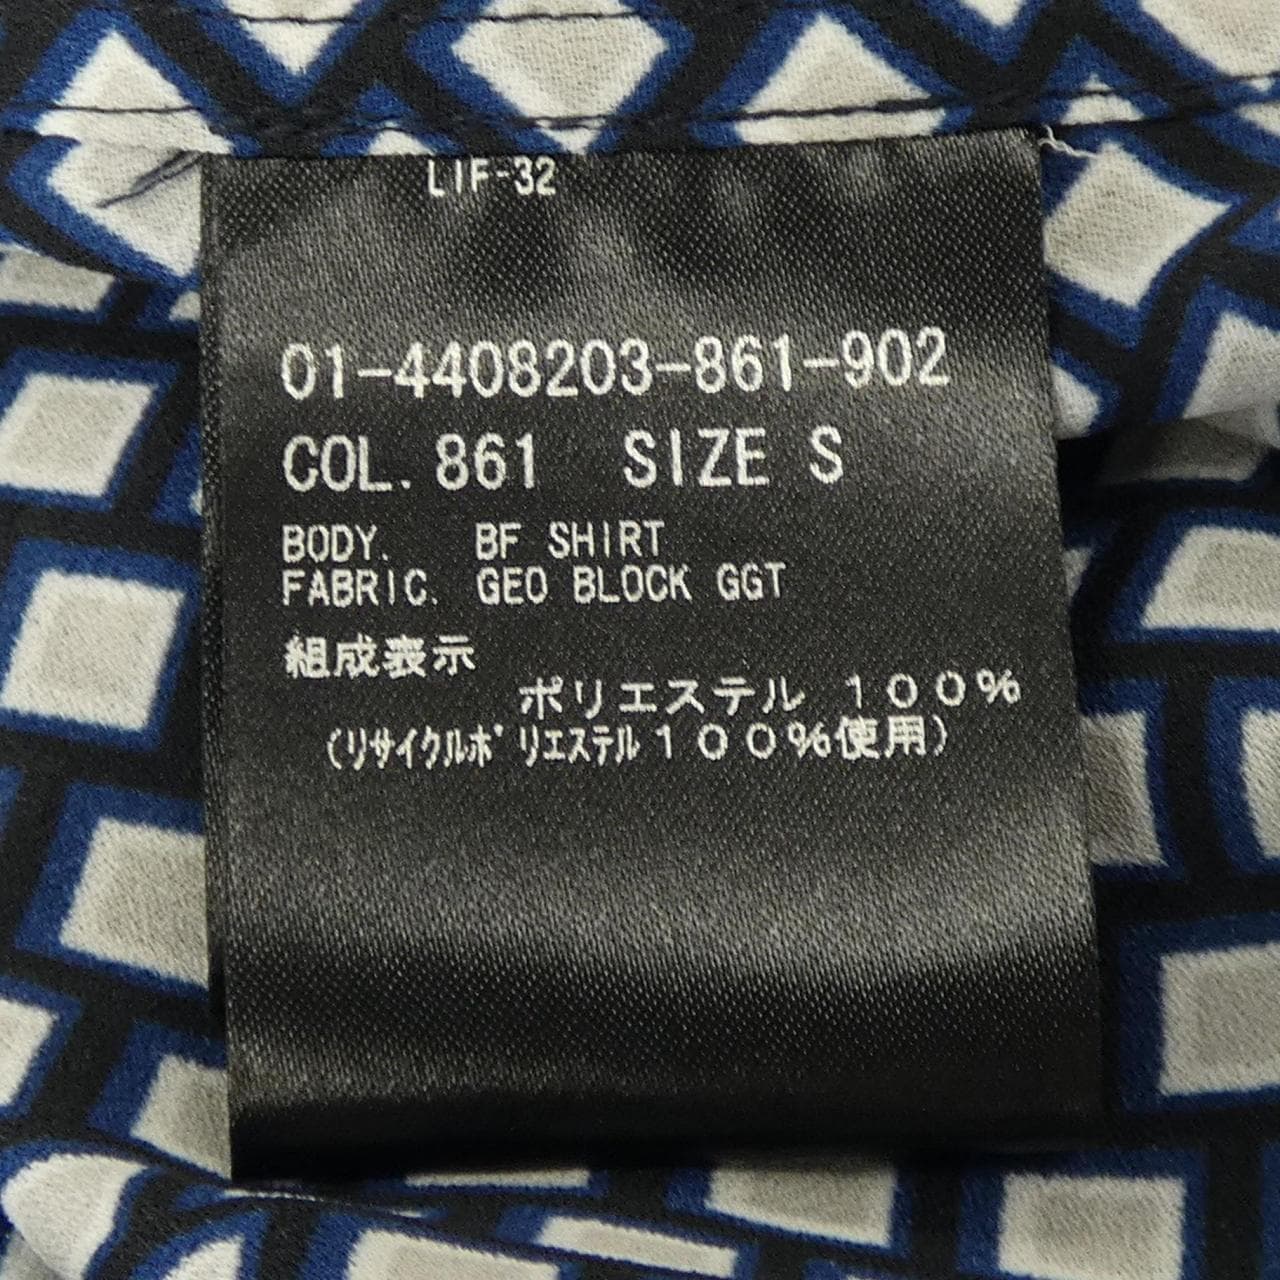 LIF-32
01-4408203-861-902
COL. 861 SIZE S
BODY. BF SHIRT
FABRIC. GEO BLOCK GGT
組成表示
ポリエステル １００％
(ﾘｻｲｸﾙﾎﾟﾘｴｽﾃﾙ１００％使用)